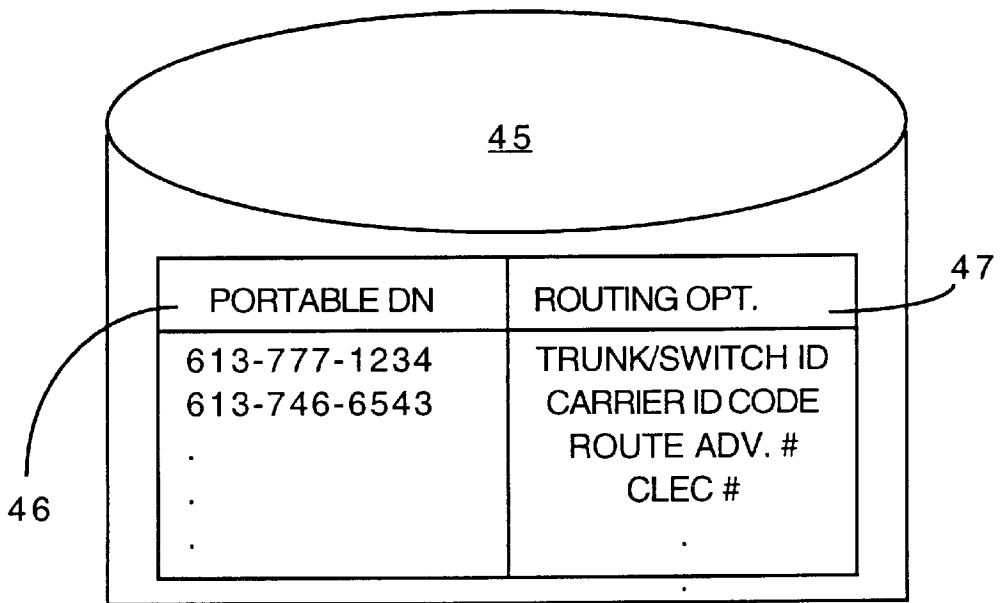 45
47
PORTABLE DN ROUTING OPT.
613-777-1234 TRUNK/SWITCH ID
613-746-6543 CARRIER ID CODE
. ROUTE ADV. #
. CLEC #
. .
.
46